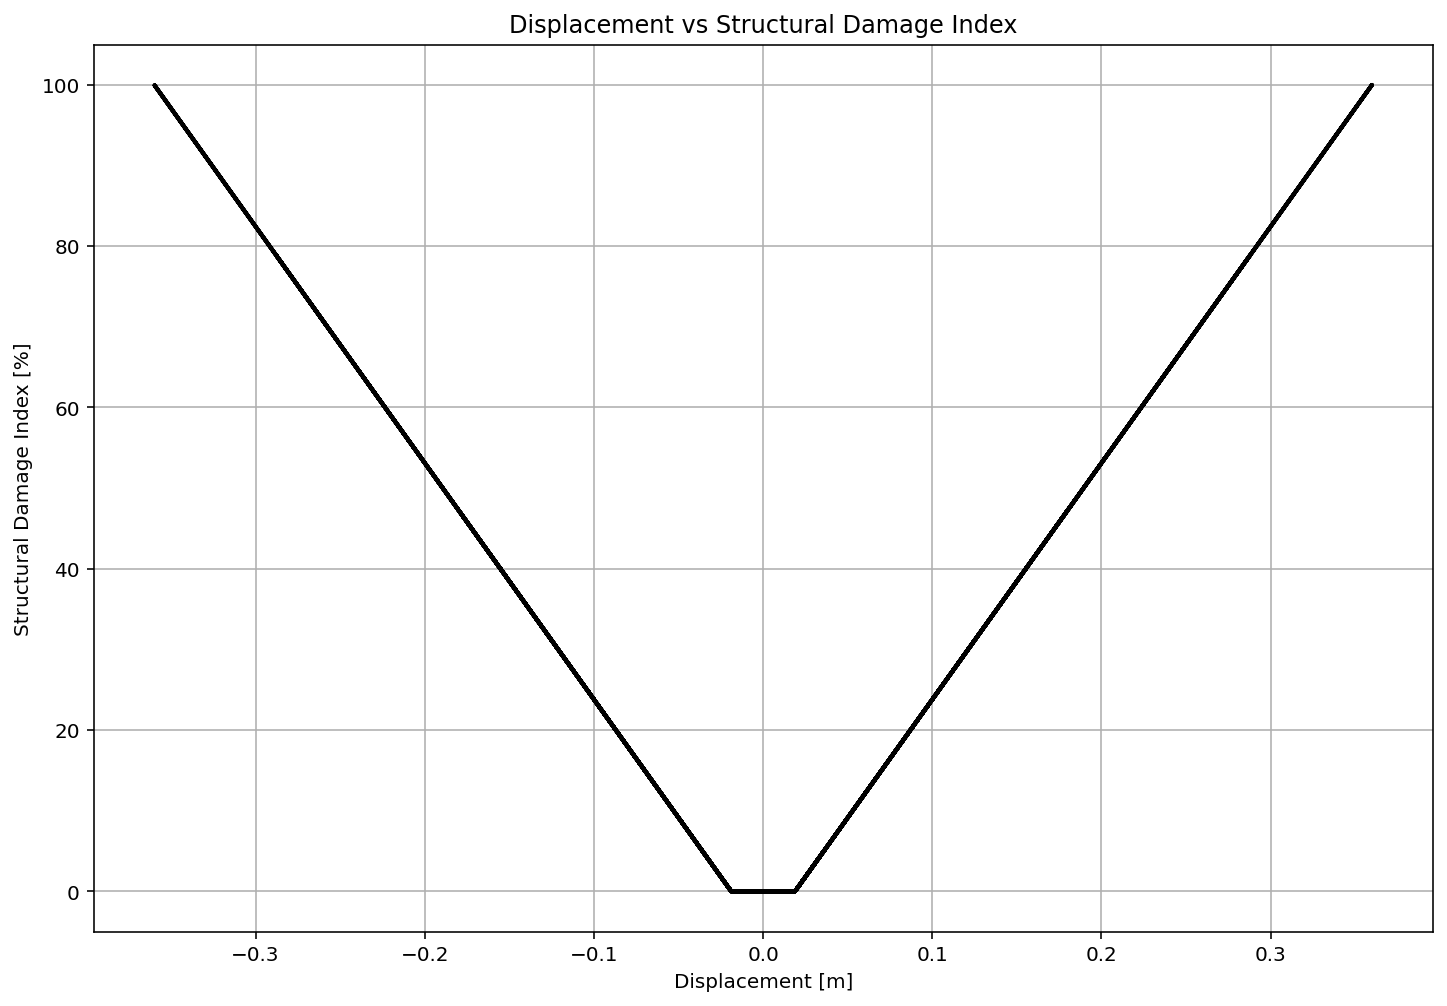 Displacement vs Structural Damage Index
Structural Damage Index [%]
100
80
60
40
20
0
−0.3 −0.2 −0.1 0.0 0.1 0.2 0.3
Displacement [m]